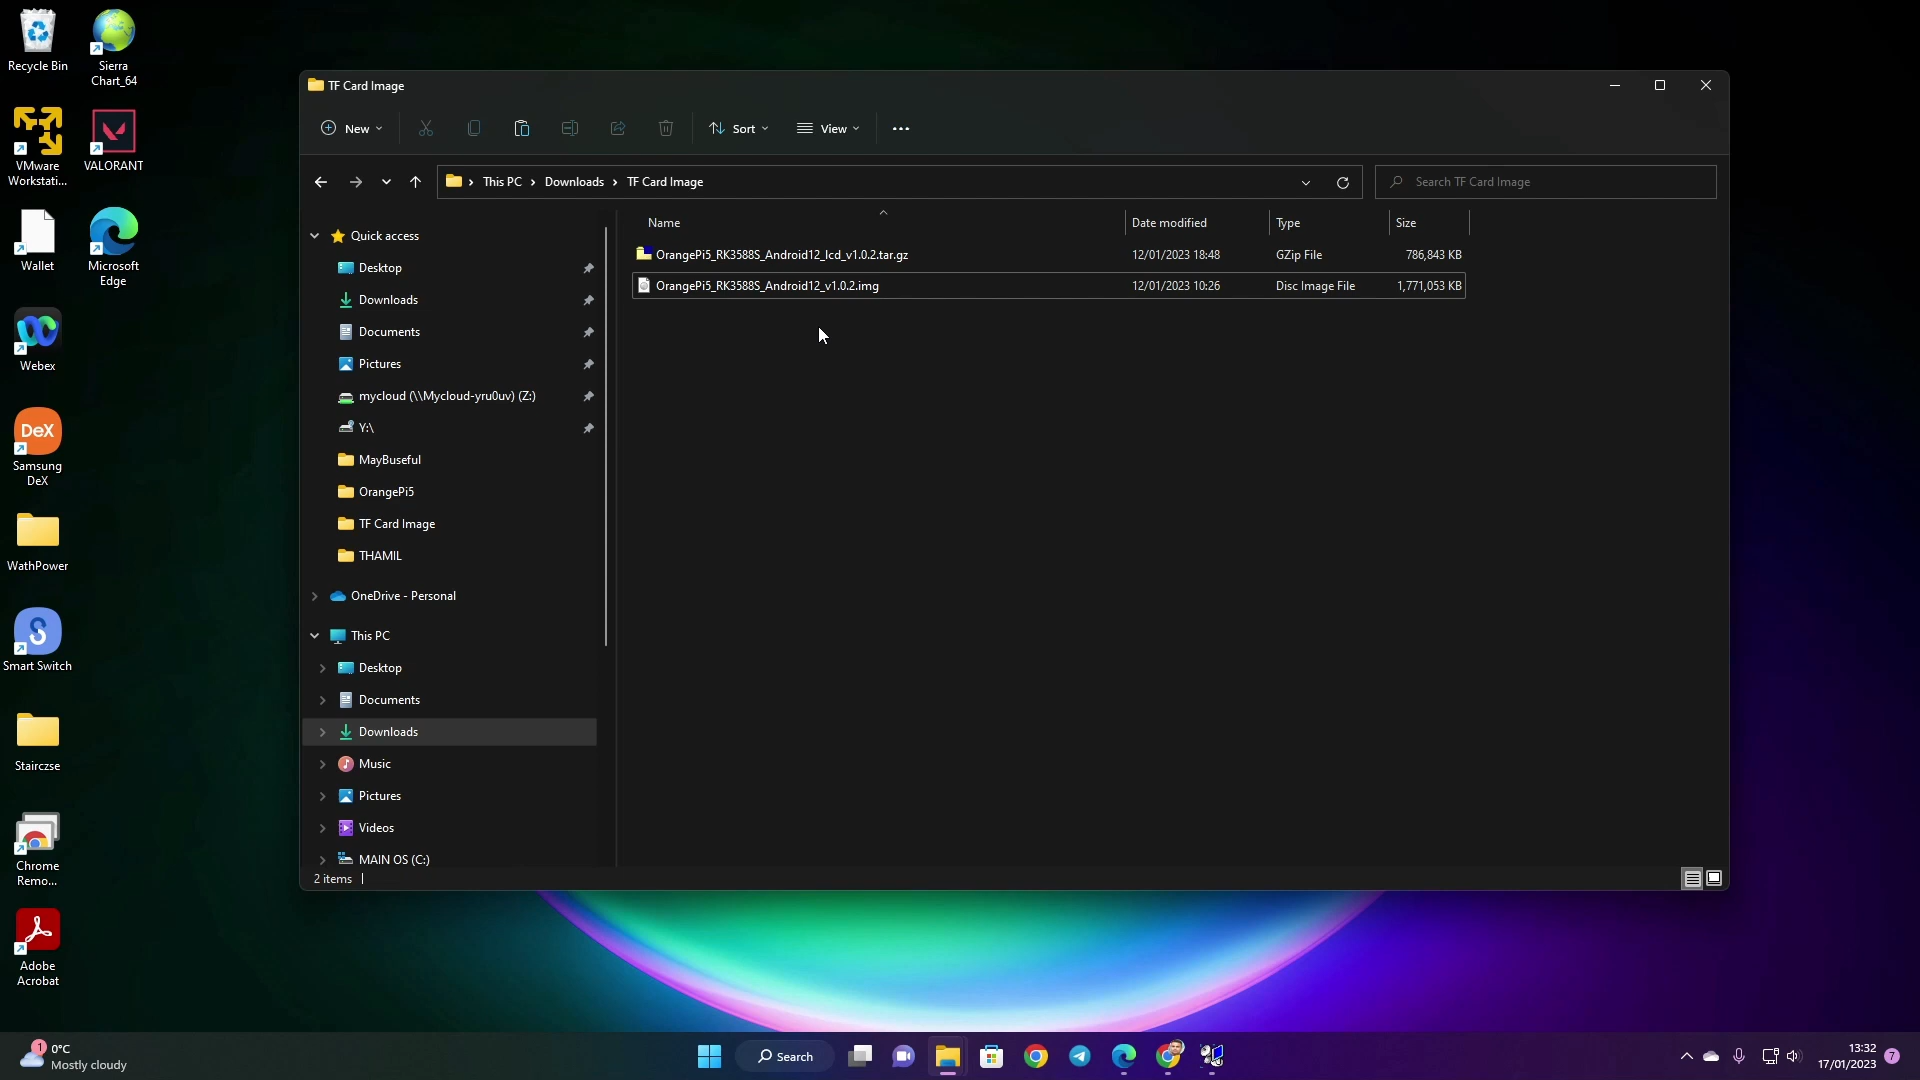 Recycle Bin
Sierra
Chart_64
VMware
Workstati...
VALORANT
Wallet
Microsoft
Edge
Webex
DeX
Samsung
DeX
WathPower
S
Smart Switch
Stairczse
Chrome
Remo...
Adobe
Acrobat
TF Card Image
New
Sort
View
This PC
Downloads
TF Card Image
Search TF Card Image
Name
Date modified
Type
Size
OrangePi5_RK3588S_Android12_lcd_v1.0.2.tar.gz
12/01/2023 18:48
GZip File
786,843 KB
OrangePi5_RK3588S_Android12_v1.0.2.img
12/01/2023 10:26
Disc Image File
1,771,053 KB
Quick access
Desktop
Downloads
Documents
Pictures
mycloud (\\Mycloud-yru0uv) (Z:)
Y:\
MayBuseful
OrangePi5
TF Card Image
THAMIL
OneDrive - Personal
This PC
Desktop
Documents
Downloads
Music
Pictures
Videos
MAIN OS (C:)
2 items
1
0°C
Mostly cloudy
Search
13:32
17/01/2023
7